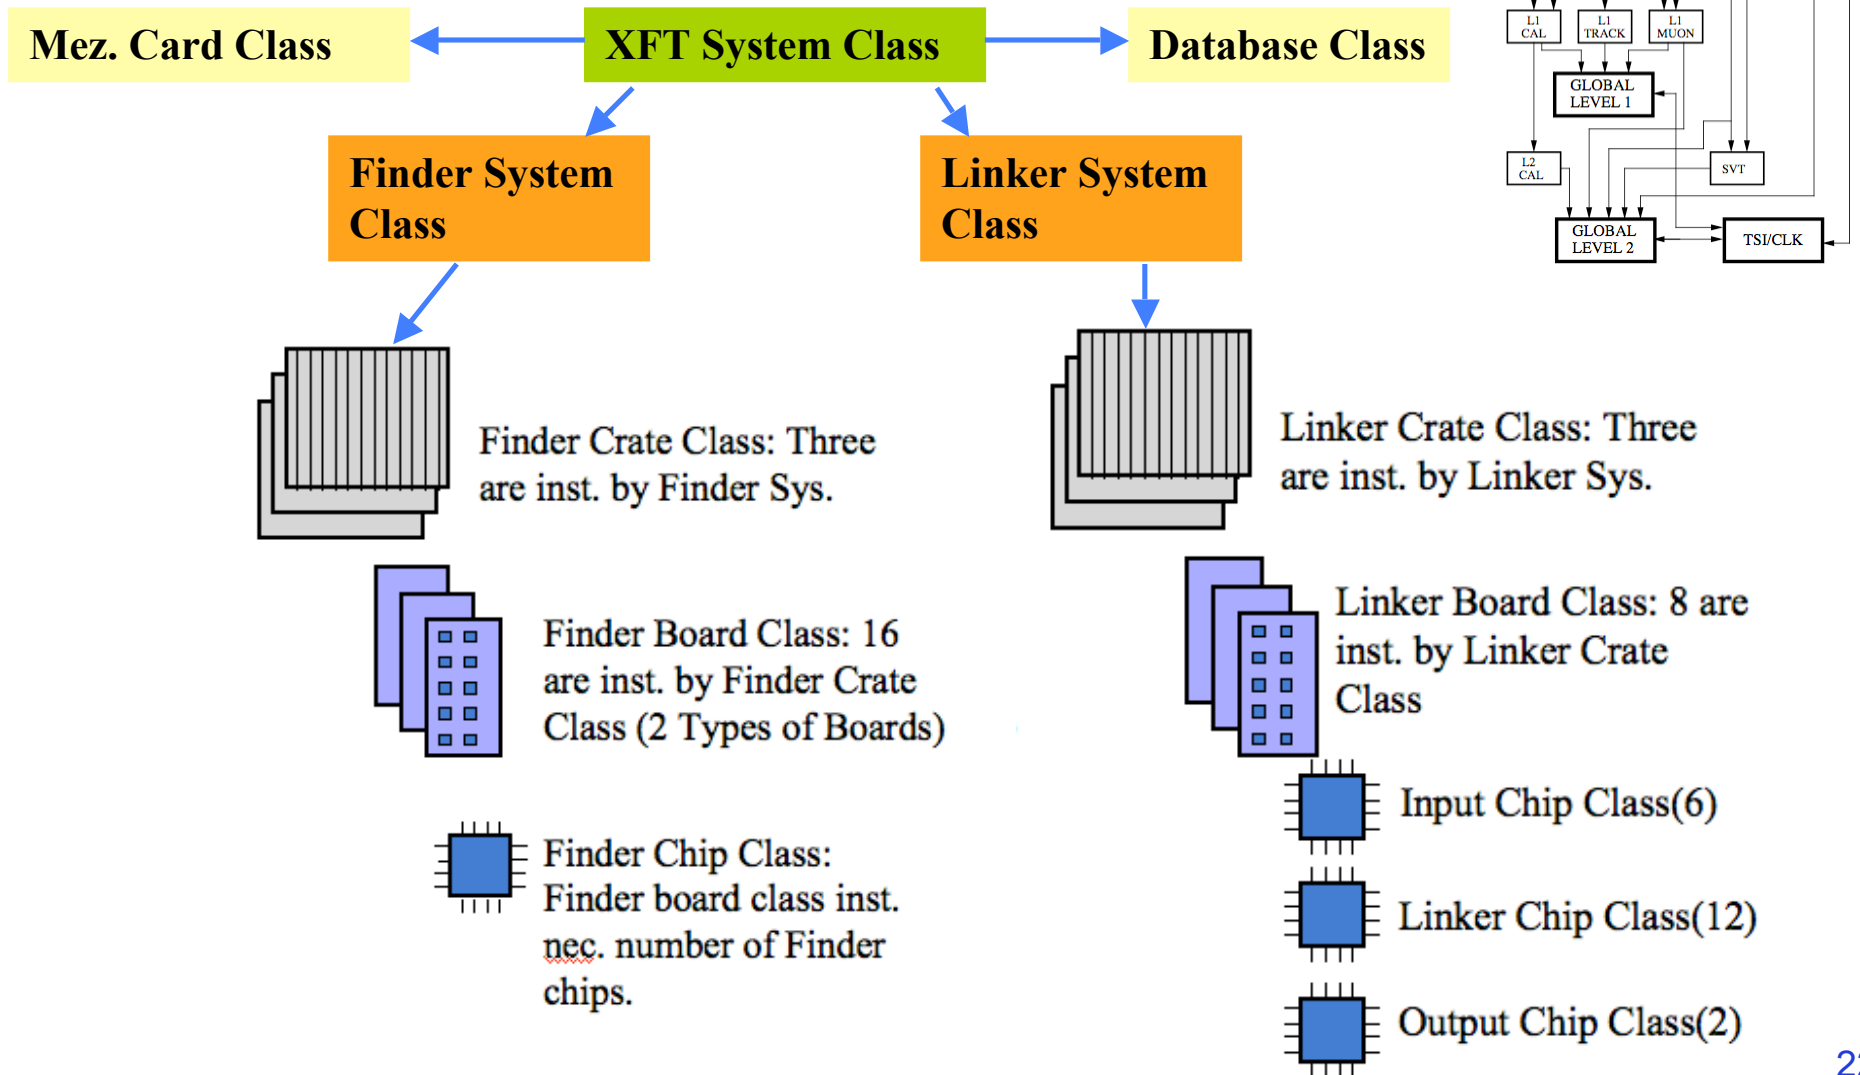 Mez. Card Class
XFT System Class
Database Class
Finder System
Class
Linker System
Class
L1
CAL
L1
TRACK
L1
MUON
GLOBAL
LEVEL 1
L2
CAL
SVT
GLOBAL
LEVEL 2
TSI/CLK
Finder Crate Class: Three
are inst. by Finder Sys.
Linker Crate Class: Three
are inst. by Linker Sys.
Finder Board Class: 16
are inst. by Finder Crate
Class (2 Types of Boards)
Linker Board Class: 8 are
inst. by Linker Crate
Class
Finder Chip Class:
Finder board class inst.
nec. number of Finder
chips.
Input Chip Class(6)
Linker Chip Class(12)
Output Chip Class(2)